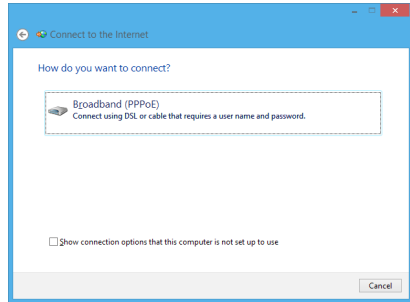 Connect to the Internet
How do you want to connect?
Broadband (PPPoE)
Connect using DSL or cable that requires a user name and password.
Show connection options that this computer is not set up to use
Cancel